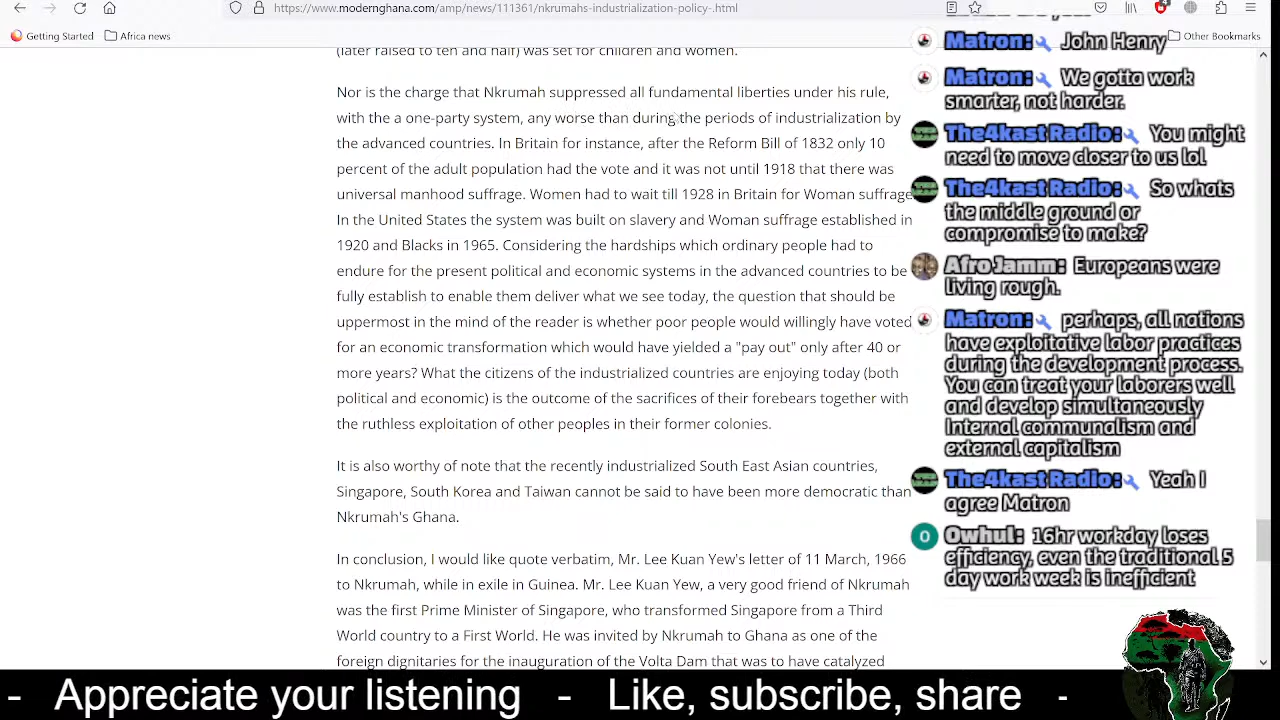 https://www.modernghana.com/amp/news/111361/nkrumahs-industrialization-policy-.html
Getting Started
Africa news
Other Bookmarks
(later raised to ten and half) was set for children and women.
Nor is the charge that Nkrumah suppressed all fundamental liberties under his rule,
with the a one-party system, any worse than during the periods of industrialization by
the advanced countries. In Britain for instance, after the Reform Bill of 1832 only 10
percent of the adult population had the vote and it was not until 1918 that there was
universal manhood suffrage. Women had to wait till 1928 in Britain for Woman suffrage
In the United States the system was built on slavery and Woman suffrage established in
1920 and Blacks in 1965. Considering the hardships which ordinary people had to
endure for the present political and economic systems in the advanced countries to be
fully establish to enable them deliver what we see today, the question that should be
uppermost in the mind of the reader is whether poor people would willingly have voted
for an economic transformation which would have yielded a "pay out" only after 40 or
more years? What the citizens of the industrialized countries are enjoying today (both
political and economic) is the outcome of the sacrifices of their forebears together with
the ruthless exploitation of other peoples in their former colonies.
It is also worthy of note that the recently industrialized South East Asian countries,
Singapore, South Korea and Taiwan cannot be said to have been more democratic than
Nkrumah's Ghana.
In conclusion, I would like quote verbatim, Mr. Lee Kuan Yew's letter of 11 March, 1966
to Nkrumah, while in exile in Guinea. Mr. Lee Kuan Yew, a very good friend of Nkrumah
was the first Prime Minister of Singapore, who transformed Singapore from a Third
World country to a First World. He was invited by Nkrumah to Ghana as one of the
foreign dignitaries for the inauguration of the Volta Dam that was to have catalyzed
Matron: John Henry
Matron: We gotta work
smarter, not harder.
The4kast Radio: You might
need to move closer to us lol
The4kast Radio: So whats
the middle ground or
compromise to make?
AfroJamm: Europeans were
living rough.
Matron: perhaps, all nations
have exploitative labor practices
during the development process.
You can treat your laborers well
and develop simultaneously
Internal communalism and
external capitalism
The4kast Radio: Yeah I
agree Matron
O
Owhul: 16hr workday loses
efficiency, even the traditional 5
day work week is inefficient
- Appreciate your listening - Like, subscribe, share -